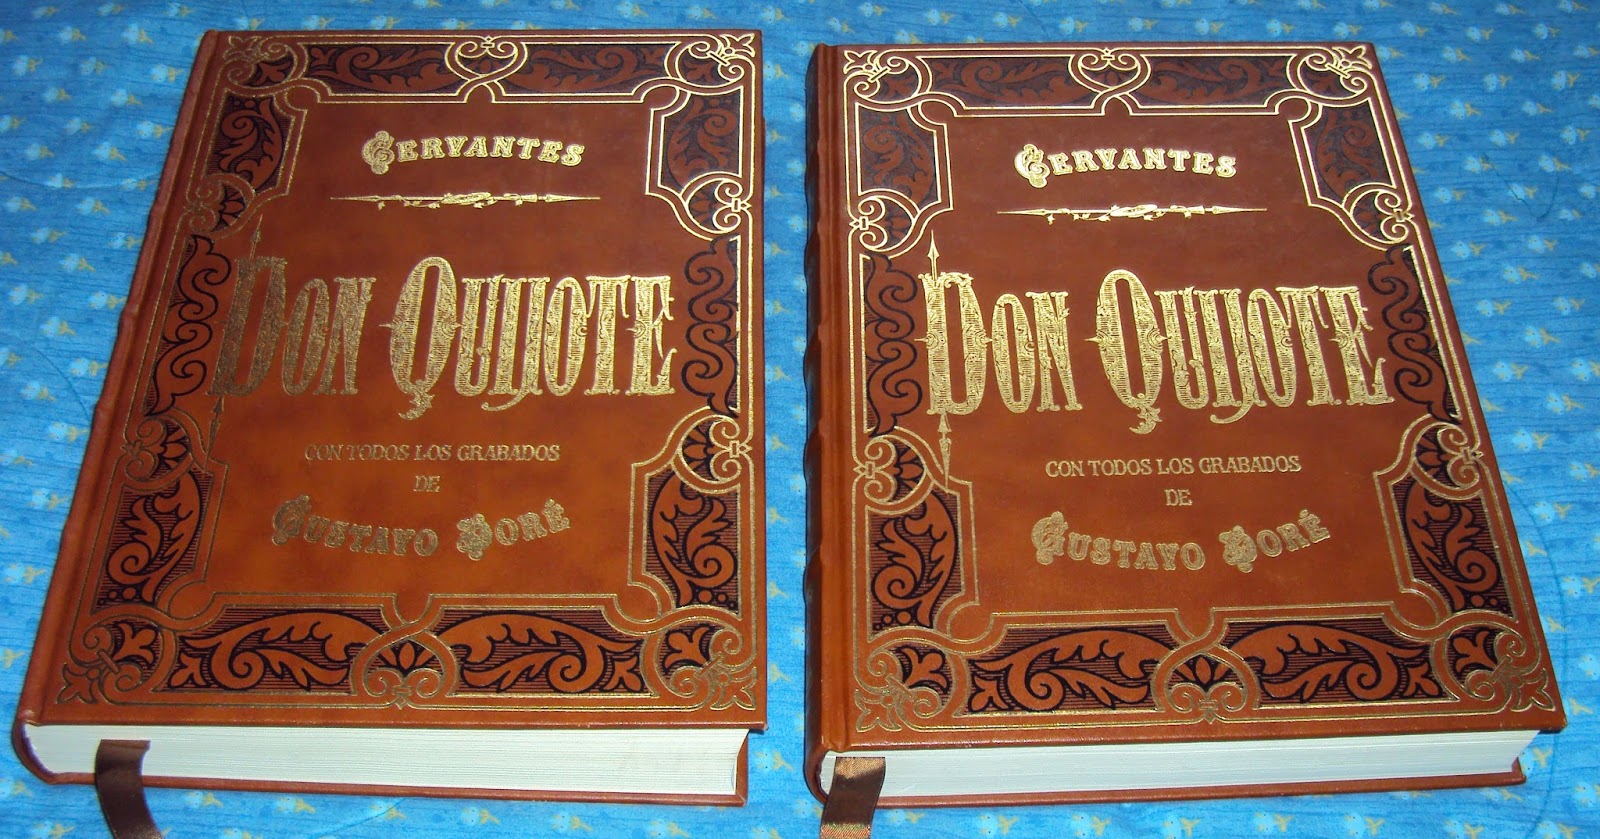 CERVANTES
DON QUIJOTE
CON TODOS LOS GRABADOS
DE
GUSTAVO DORÉ
CERVANTES
DON QUIJOTE
CON TODOS LOS GRABADOS
DE
GUSTAVO DORÉ